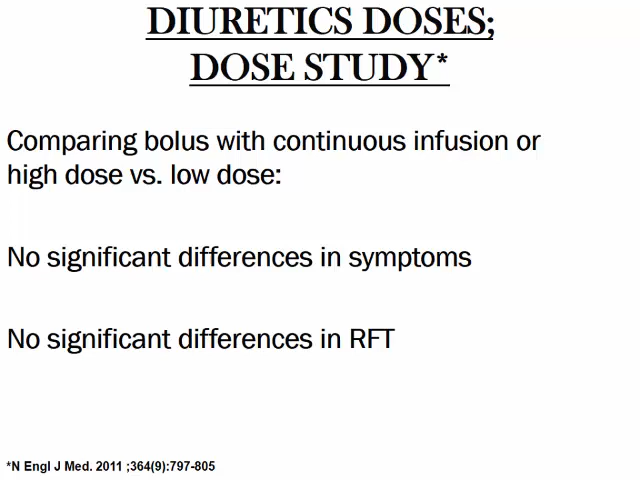 DIURETICS DOSES;
DOSE STUDY*
Comparing bolus with continuous infusion or
high dose vs. low dose:
No significant differences in symptoms
No significant differences in RFT
*N Engl J Med. 2011 ;364(9):797-805